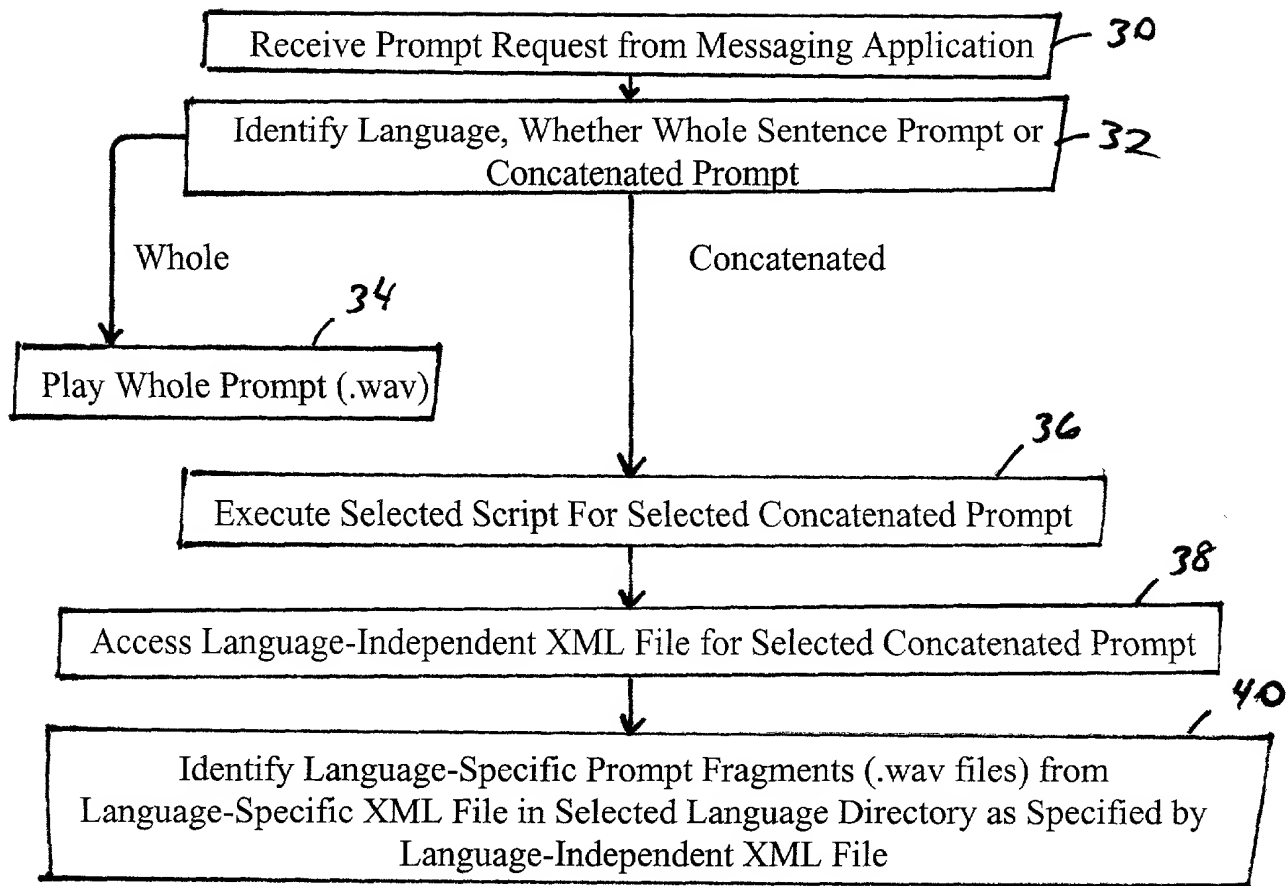 Receive Prompt Request from Messaging Application
30
Identify Language, Whether Whole Sentence Prompt or
Concatenated Prompt
32
Whole
Concatenated
34
Play Whole Prompt (.wav)
36
Execute Selected Script For Selected Concatenated Prompt
38
Access Language-Independent XML File for Selected Concatenated Prompt
40
Identify Language-Specific Prompt Fragments (.wav files) from
Language-Specific XML File in Selected Language Directory as Specified by
Language-Independent XML File